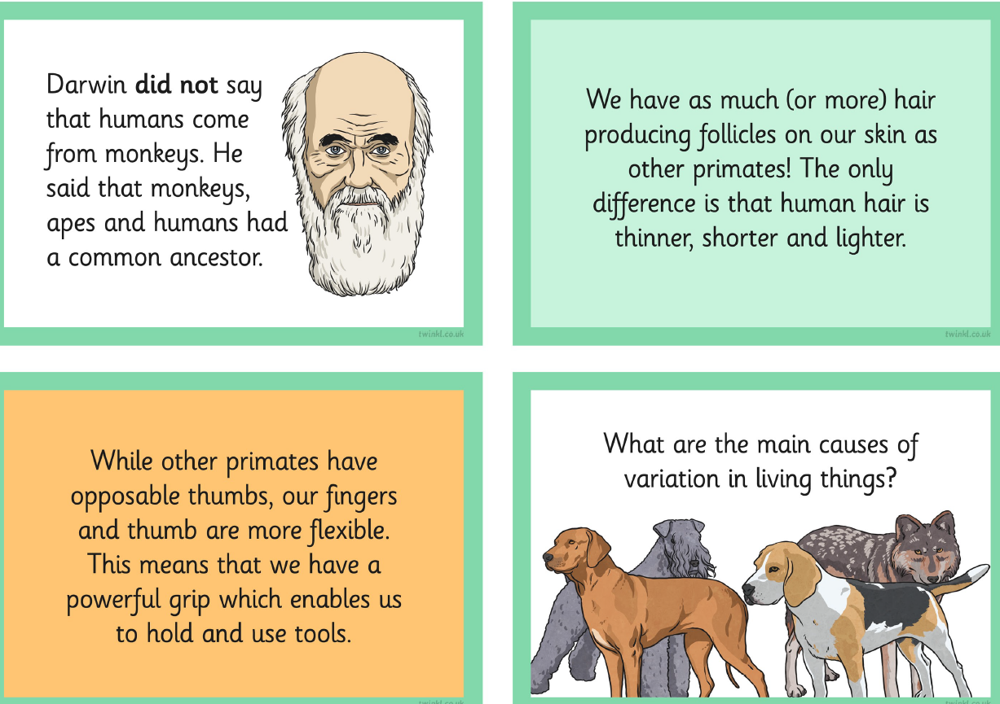 Darwin did not say
that humans come
from monkeys. He
said that monkeys,
apes and humans had
a common ancestor.
twinkl.co.uk
We have as much (or more) hair
producing follicles on our skin as
other primates! The only
difference is that human hair is
thinner, shorter and lighter.
twinkl.co.uk
While other primates have
opposable thumbs, our fingers
and thumb are more flexible.
This means that we have a
powerful grip which enables us
to hold and use tools.
twinkl.co.uk
What are the main causes of
variation in living things?
twinkl.co.uk